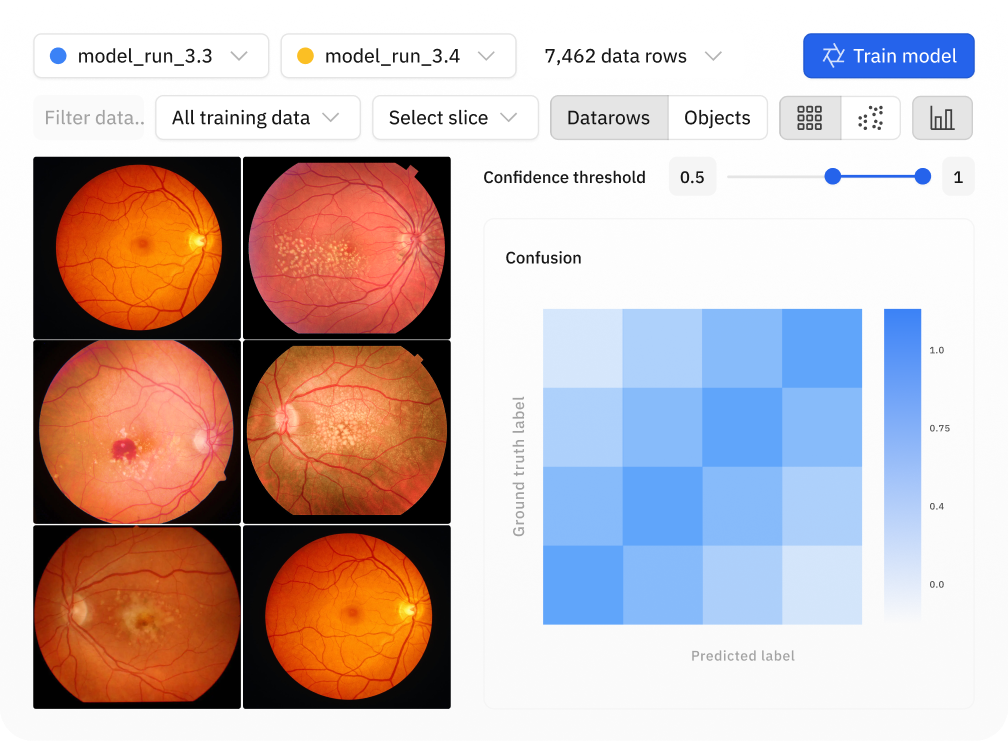 model_run_3.3
model_run_3.4
7,462 data rows
Train model
Filter data..
All training data
Select slice
Datarows
Objects
Confidence threshold
0.5
1
Confusion
Ground truth label
1.0
0.75
0.4
0.0
Predicted label